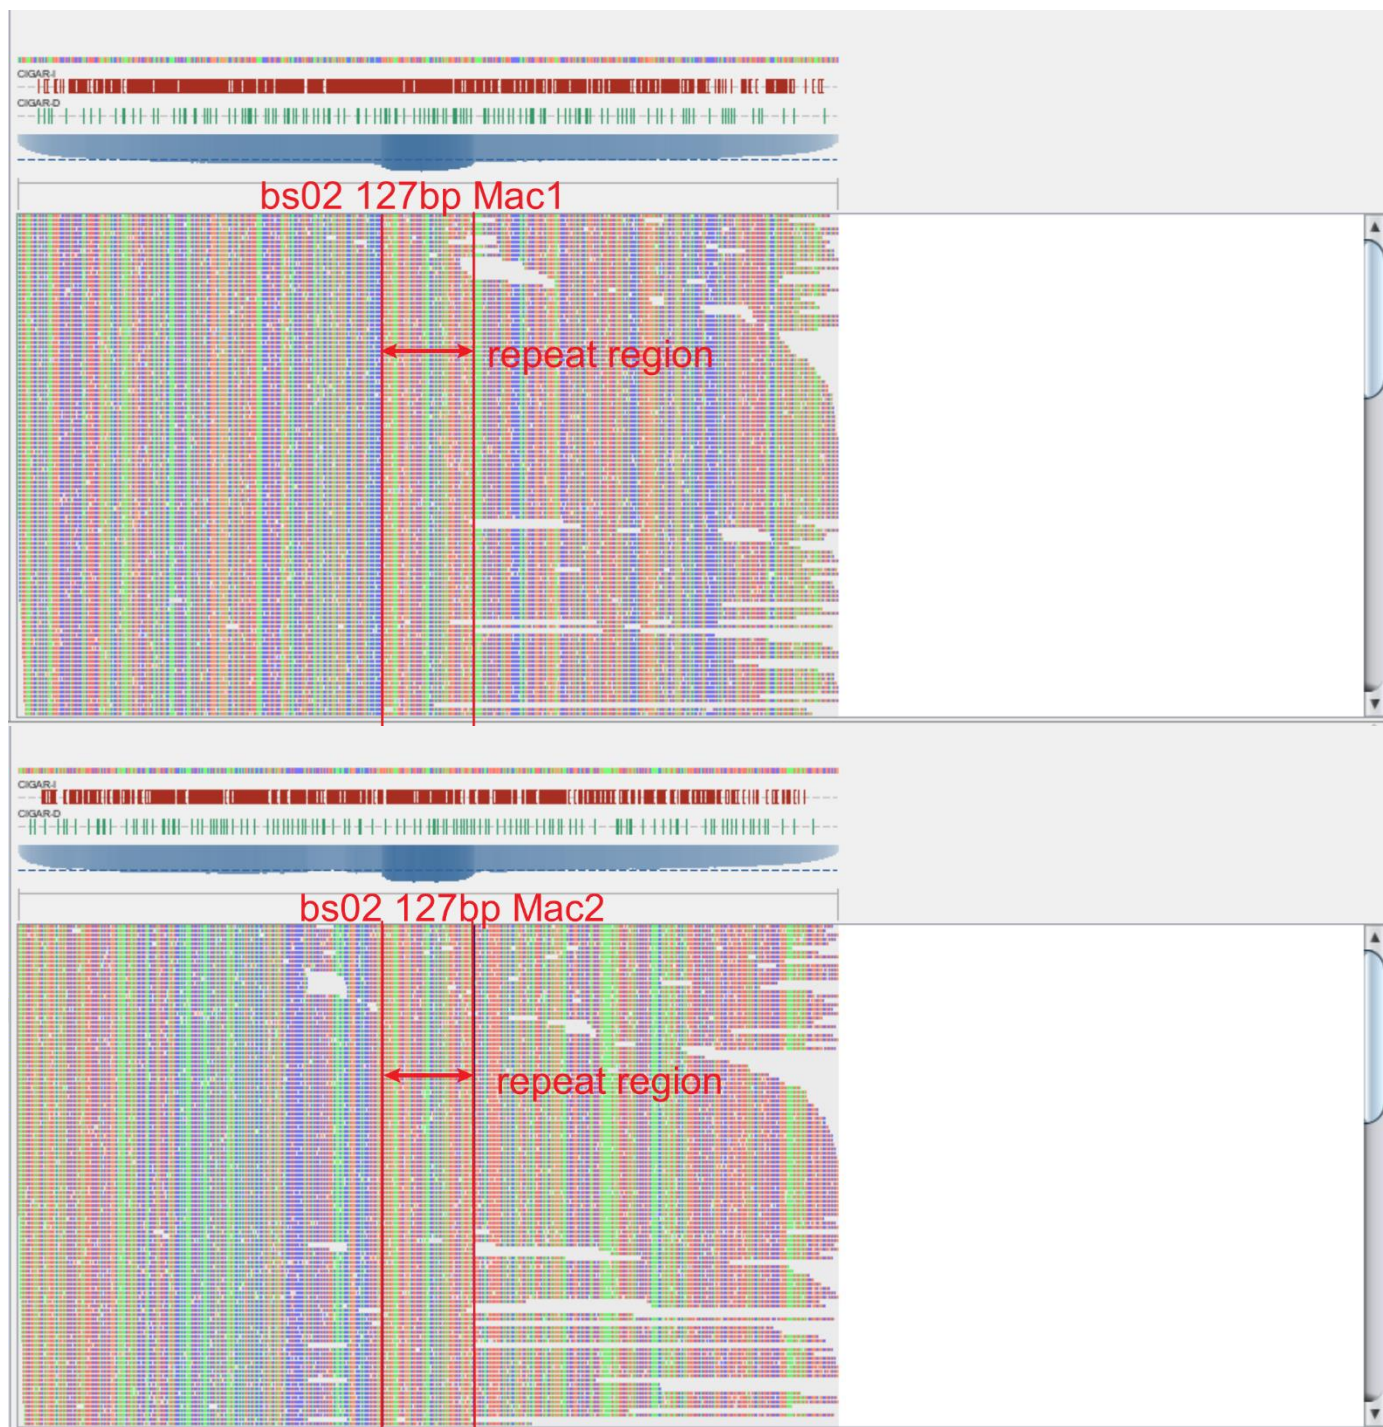 CIGAR-I
CIGAR-D
bs02 127bp Mac1
repeat region
CIGAR-I
CIGAR-D
bs02 127bp Mac2
repeat region